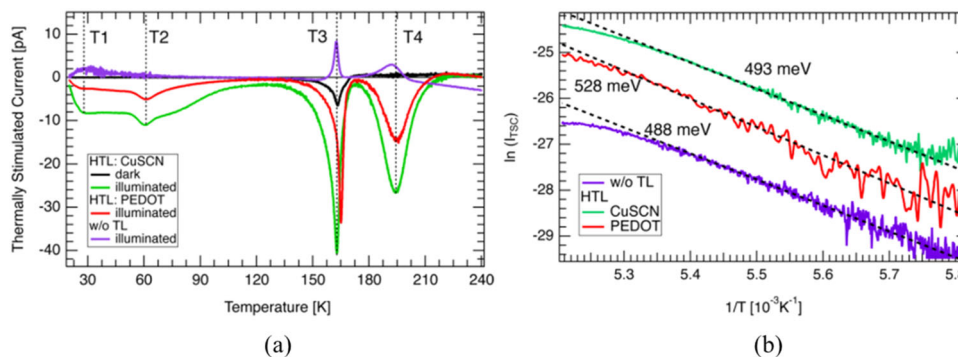 T1
T2
T3
T4
Thermally Stimulated Current [pA]
10
0
-10
-20
-30
-40
HTL: CuSCN
dark
illuminated
HTL: PEDOT
illuminated
w/o TL
illuminated
30
60
90
120
150
180
210
240
Temperature [K]
(a)
ln (ITSC)
-25
-26
-27
-28
-29
493 meV
528 meV
488 meV
w/o TL
HTL
CuSCN
PEDOT
5.3
5.4
5.5
5.6
5.7
1/T [10⁻³K⁻¹]
(b)